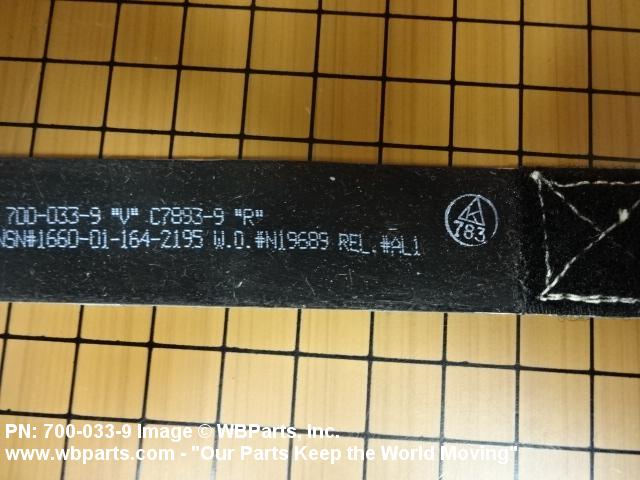 700-033-9 "V" C7893-9 "R"
NSN#1660-01-164-2195 W.O.#N19689 REL.#AL1
783
PN: 700-033-9 Image © WBParts, Inc.
www.wbparts.com - "Our Parts Keep the World Moving"